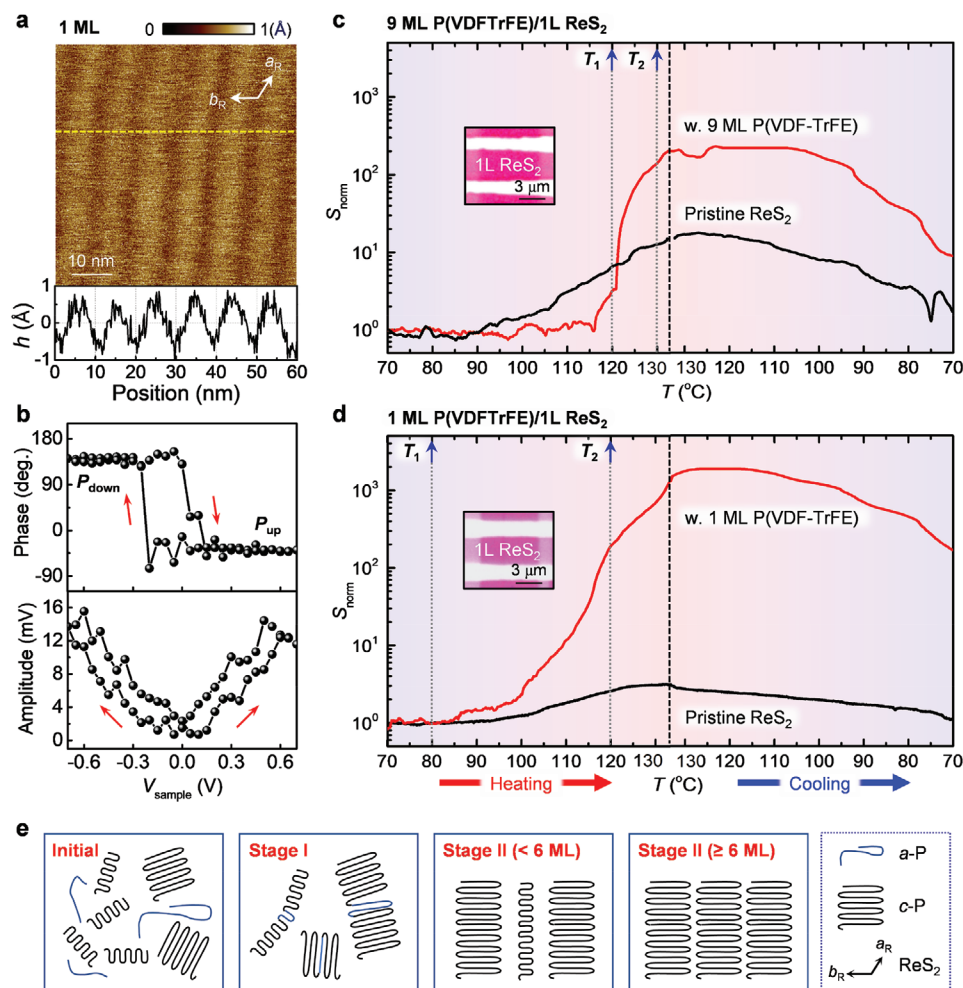 a
1 ML
0
1(Å)
a_R
b_R
10 nm
h (Å)
1
0
-1
0 10 20 30 40 50 60
Position (nm)
b
Phase (deg.)
180
90
0
-90
P_down
P_up
Amplitude (mV)
16
12
8
4
0
-0.6 -0.3 0.0 0.3 0.6
V_sample (V)
c
9 ML P(VDFTrFE)/1L ReS₂
T₁ T₂
S_norm
10³
10²
10¹
10⁰
w. 9 ML P(VDF-TrFE)
1L ReS₂
3 μm
Pristine ReS₂
70 80 90 100 110 120 130 130 120 110 100 90 80 70
T (°C)
d
1 ML P(VDFTrFE)/1L ReS₂
T₁ T₂
S_norm
10³
10²
10¹
10⁰
w. 1 ML P(VDF-TrFE)
1L ReS₂
3 μm
Pristine ReS₂
70 80 90 100 110 120 130 130 120 110 100 90 80 70
Heating
T (°C)
Cooling
e
Initial
Stage I
Stage II (< 6 ML)
Stage II (≥ 6 ML)
a-P
c-P
a_R
b_R
ReS₂